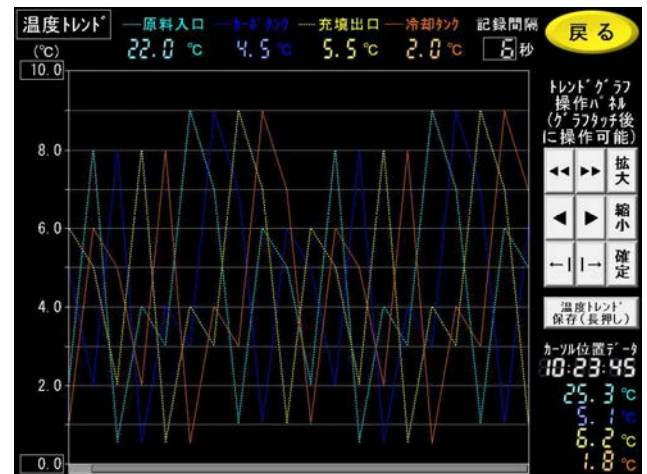 温度トレンド 原料入口 カーボタンク 充填出口 冷却タンク 記録間隔 戻る
(℃) 22.0 ℃ 4.5 ℃ 5.5 ℃ 2.0 ℃ 6 秒
10.0
8.0
6.0
4.0
2.0
0.0
トレンドグラフ
操作パネル
(グラフタッチ後
に操作可能)
◀◀ ▶▶ 拡大
◀ ▶ 縮小
←| |→ 確定
温度トレンド
保存(長押し)
カーソル位置データ
10:23:45
25.3 ℃
5.1 ℃
6.2 ℃
1.8 ℃